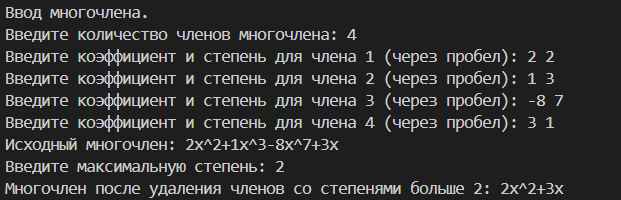 Ввод многочлена.
Введите количество членов многочлена: 4
Введите коэффициент и степень для члена 1 (через пробел): 2 2
Введите коэффициент и степень для члена 2 (через пробел): 1 3
Введите коэффициент и степень для члена 3 (через пробел): -8 7
Введите коэффициент и степень для члена 4 (через пробел): 3 1
Исходный многочлен: 2x^2+1x^3-8x^7+3x
Введите максимальную степень: 2
Многочлен после удаления членов со степенями больше 2: 2x^2+3x